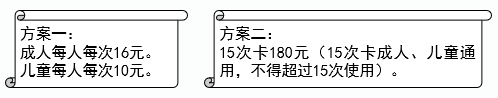 方案一：
成人每人每次16元。
儿童每人每次10元。
方案二：
15次卡180元（15次卡成人、儿童通
用，不得超过15次使用）。